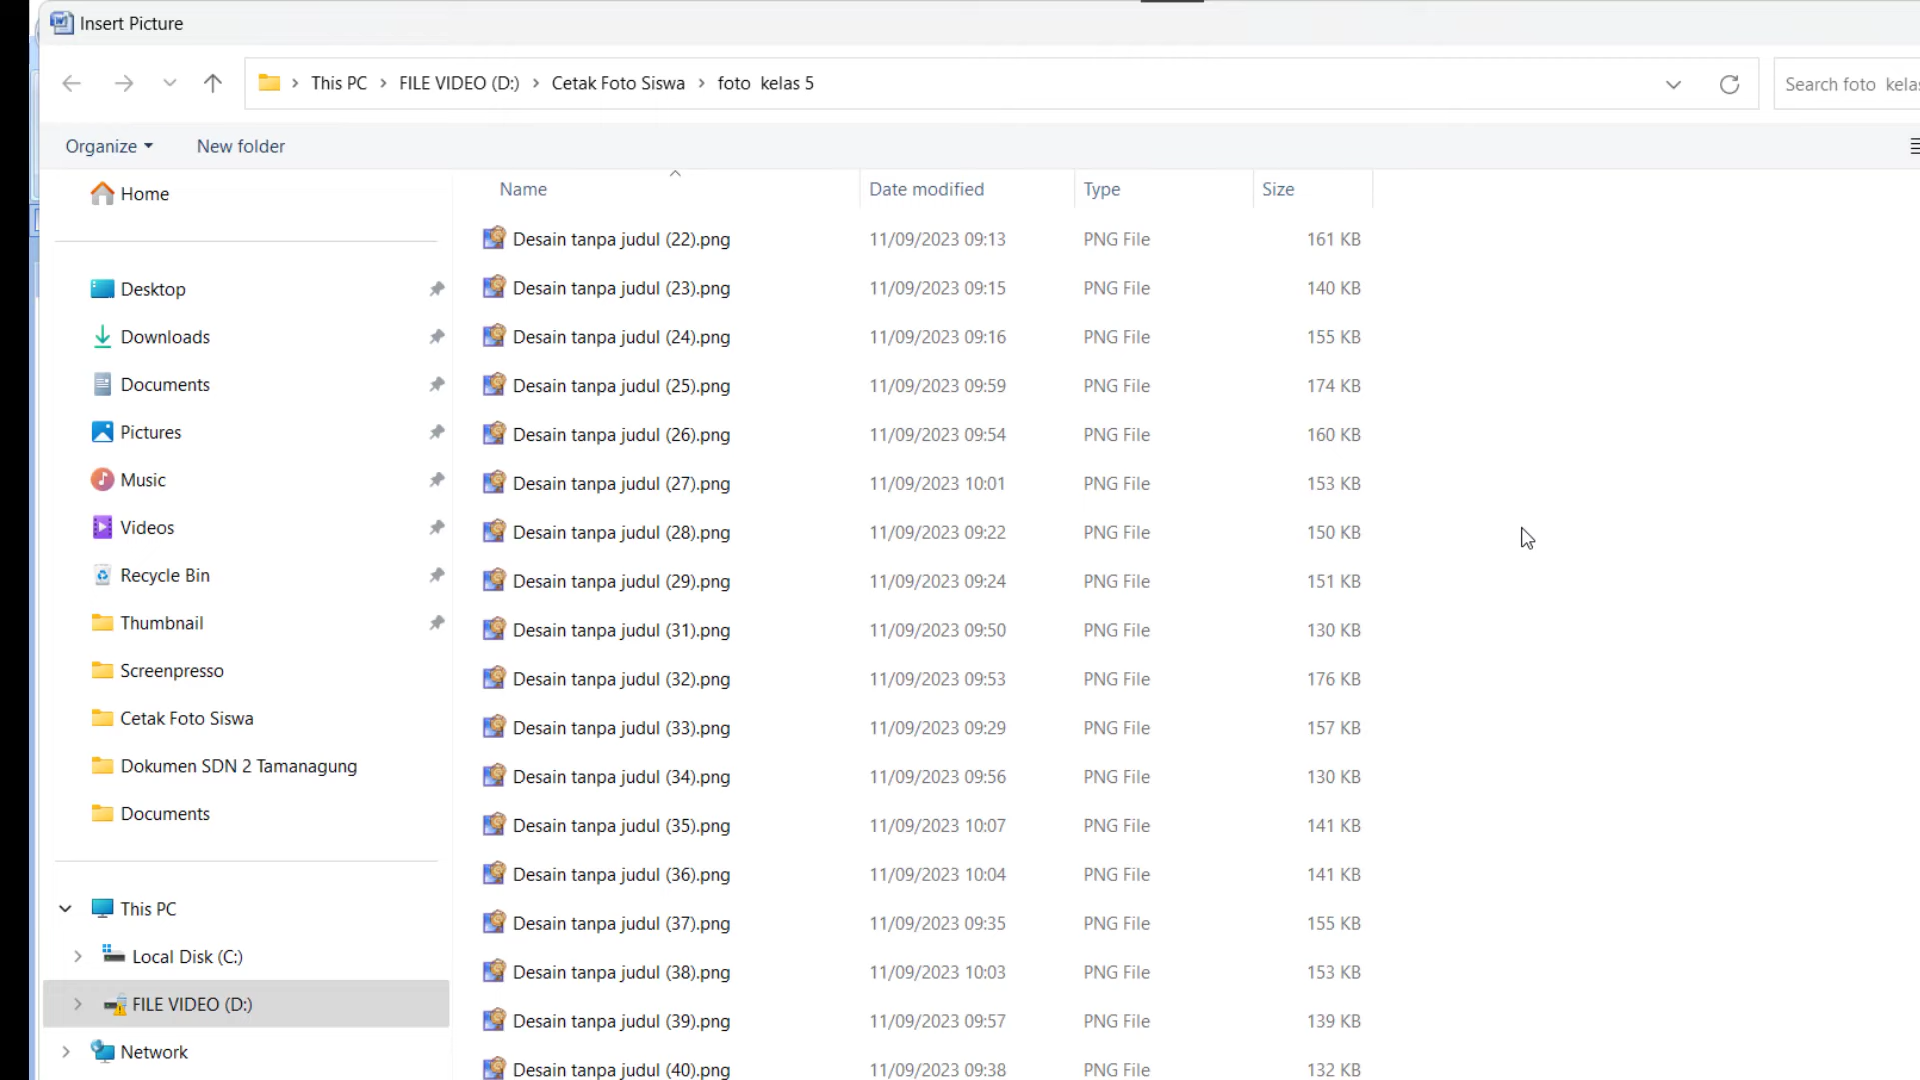 Insert Picture
This PC > FILE VIDEO (D:) > Cetak Foto Siswa > foto kelas 5
Search foto kelas
Organize New folder
Name Date modified Type Size
Home
Desktop
Downloads
Documents
Pictures
Music
Videos
Recycle Bin
Thumbnail
Screenpresso
Cetak Foto Siswa
Dokumen SDN 2 Tamanagung
Documents
This PC
Local Disk (C:)
FILE VIDEO (D:)
Network
Desain tanpa judul (22).png 11/09/2023 09:13 PNG File 161 KB
Desain tanpa judul (23).png 11/09/2023 09:15 PNG File 140 KB
Desain tanpa judul (24).png 11/09/2023 09:16 PNG File 155 KB
Desain tanpa judul (25).png 11/09/2023 09:59 PNG File 174 KB
Desain tanpa judul (26).png 11/09/2023 09:54 PNG File 160 KB
Desain tanpa judul (27).png 11/09/2023 10:01 PNG File 153 KB
Desain tanpa judul (28).png 11/09/2023 09:22 PNG File 150 KB
Desain tanpa judul (29).png 11/09/2023 09:24 PNG File 151 KB
Desain tanpa judul (31).png 11/09/2023 09:50 PNG File 130 KB
Desain tanpa judul (32).png 11/09/2023 09:53 PNG File 176 KB
Desain tanpa judul (33).png 11/09/2023 09:29 PNG File 157 KB
Desain tanpa judul (34).png 11/09/2023 09:56 PNG File 130 KB
Desain tanpa judul (35).png 11/09/2023 10:07 PNG File 141 KB
Desain tanpa judul (36).png 11/09/2023 10:04 PNG File 141 KB
Desain tanpa judul (37).png 11/09/2023 09:35 PNG File 155 KB
Desain tanpa judul (38).png 11/09/2023 10:03 PNG File 153 KB
Desain tanpa judul (39).png 11/09/2023 09:57 PNG File 139 KB
Desain tanpa judul (40).png 11/09/2023 09:38 PNG File 132 KB